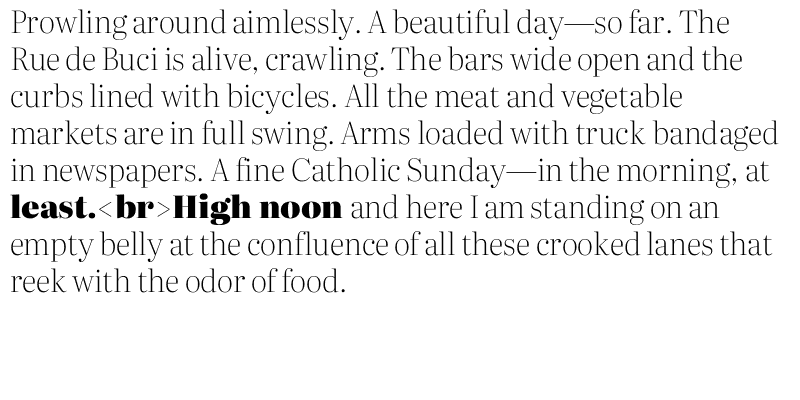 Prowling around aimlessly. A beautiful day—so far. The
Rue de Buci is alive, crawling. The bars wide open and the
curbs lined with bicycles. All the meat and vegetable
markets are in full swing. Arms loaded with truck bandaged
in newspapers. A fine Catholic Sunday—in the morning, at
least.<br>High noon and here I am standing on an
empty belly at the confluence of all these crooked lanes that
reek with the odor of food.